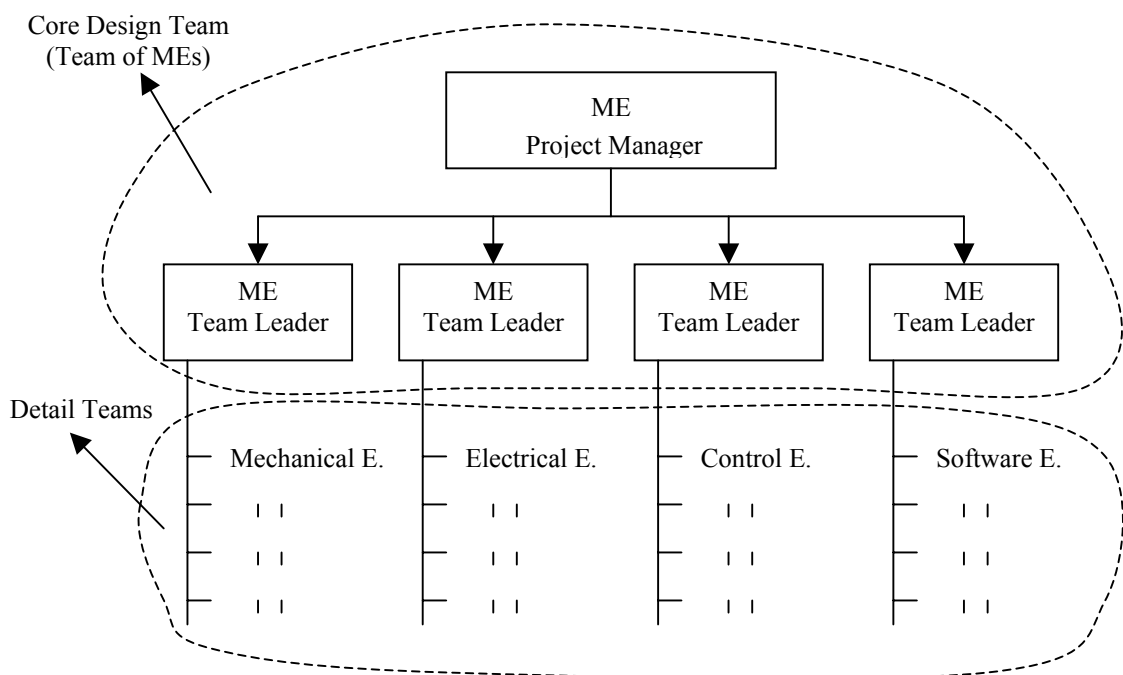 Core Design Team
(Team of MEs)
ME
Project Manager
ME
Team Leader
ME
Team Leader
ME
Team Leader
ME
Team Leader
Detail Teams
Mechanical E.
Electrical E.
Control E.
Software E.